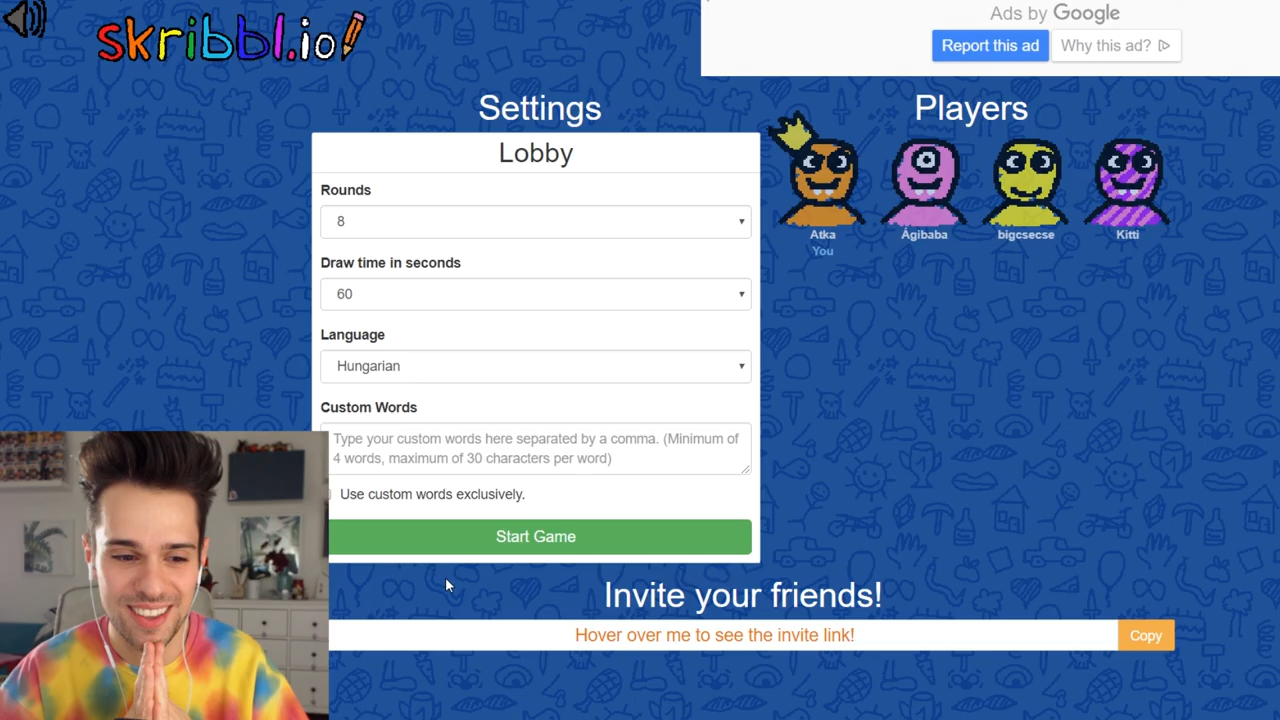 skribbl.io
Ads by Google
Report this ad
Why this ad?
Settings
Players
Lobby
Rounds
8
Atka
You
Ágibaba
bigcsecse
Kitti
Draw time in seconds
60
Language
Hungarian
Custom Words
Type your custom words here separated by a comma. (Minimum of
4 words, maximum of 30 characters per word)
Use custom words exclusively.
Start Game
Invite your friends!
Hover over me to see the invite link!
Copy